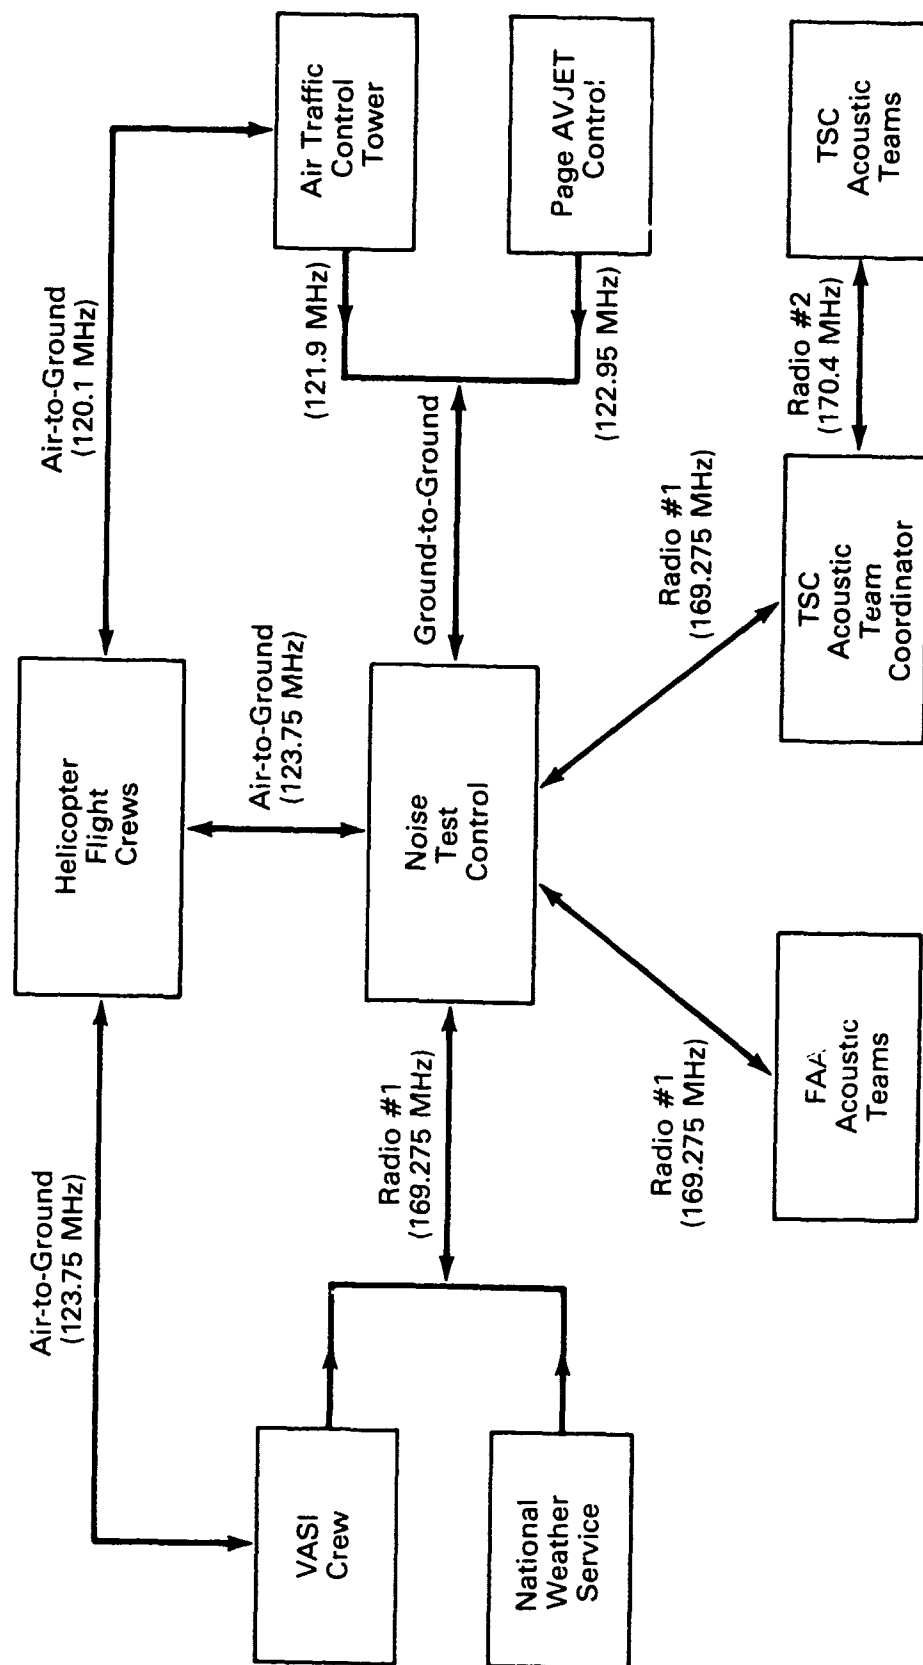 Helicopter
Flight
Crews
Air-to-Ground
(123.75 MHz)
Air-to-Ground
(120.1 MHz)
Air-to-Ground
(123.75 MHz)
VASI
Crew
National
Weather
Service
Radio #1
(169.275 MHz)
Noise
Test
Control
Ground-to-Ground
(121.9 MHz)
(122.95 MHz)
Air Traffic
Control
Tower
Page AVJET
Control
Radio #1
(169.275 MHz)
Radio #1
(169.275 MHz)
FAA
Acoustic
Teams
TSC
Acoustic
Team
Coordinator
Radio #2
(170.4 MHz)
TSC
Acoustic
Teams